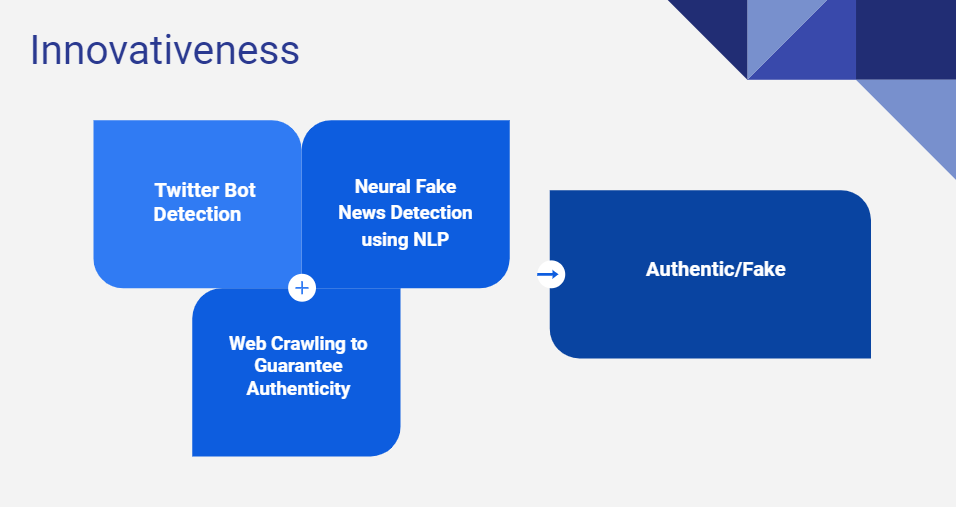 Innovativeness
Twitter Bot
Detection
Neural Fake
News Detection
using NLP
Web Crawling to
Guarantee
Authenticity
Authentic/Fake